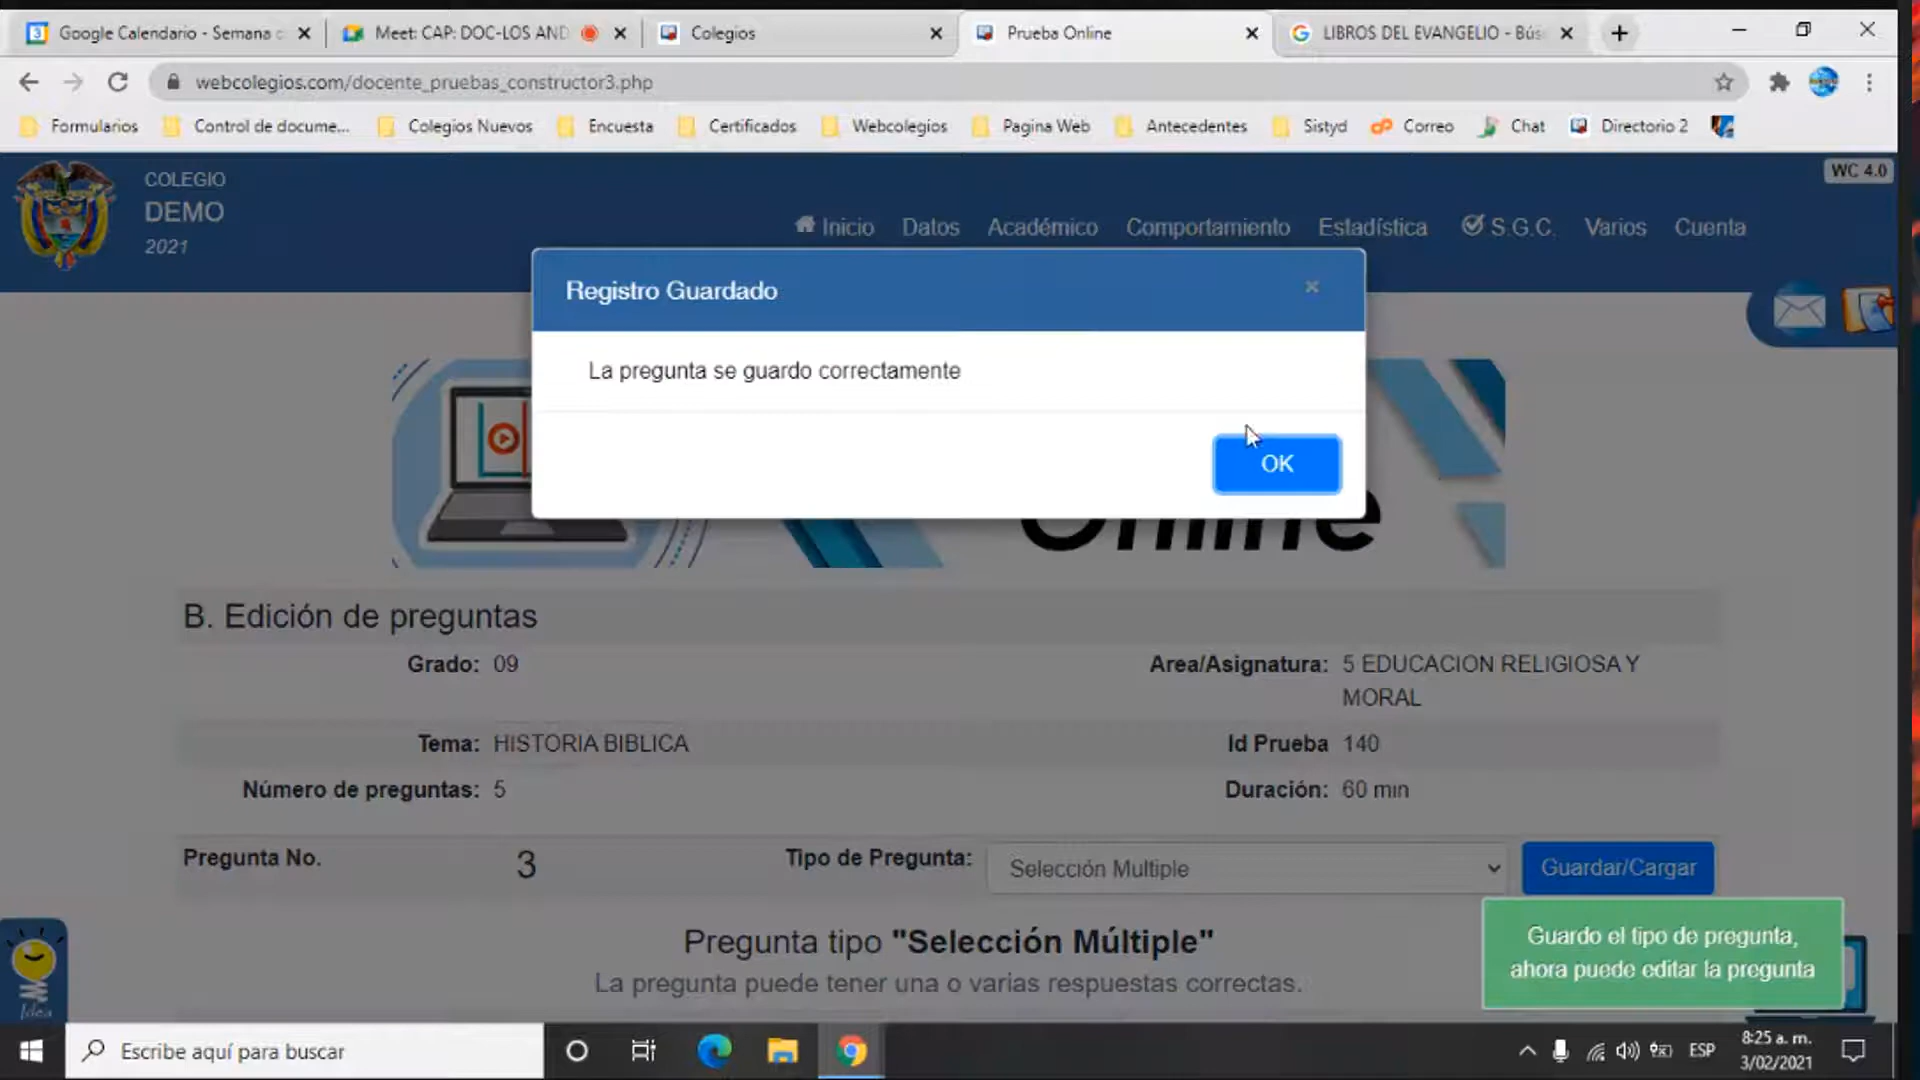 Google Calendario - Semana
Meet: CAP: DOC-LOS AND
Colegios
Prueba Online
LIBROS DEL EVANGELIO - Bús
webcolegios.com/docente_pruebas_constructor3.php
Formularios
Control de docume...
Colegios Nuevos
Encuesta
Certificados
Webcolegios
Pagina Web
Antecedentes
Sistyd
Correo
Chat
Directorio 2
COLEGIO
DEMO
2021
WC 4.0
Inicio
Datos
Académico
Comportamiento
Estadística
S.G.C.
Varios
Cuenta
Registro Guardado
×
La pregunta se guardo correctamente
OK
Online
B. Edición de preguntas
Grado: 09
Area/Asignatura: 5 EDUCACION RELIGIOSA Y
MORAL
Tema: HISTORIA BIBLICA
Id Prueba 140
Número de preguntas: 5
Duración: 60 min
Pregunta No. 3
Tipo de Pregunta: Selección Multiple
Guardar/Cargar
Pregunta tipo "Selección Múltiple"
La pregunta puede tener una o varias respuestas correctas.
Guardo el tipo de pregunta,
ahora puede editar la pregunta
Idea
Escribe aquí para buscar
ESP
8:25 a. m.
3/02/2021